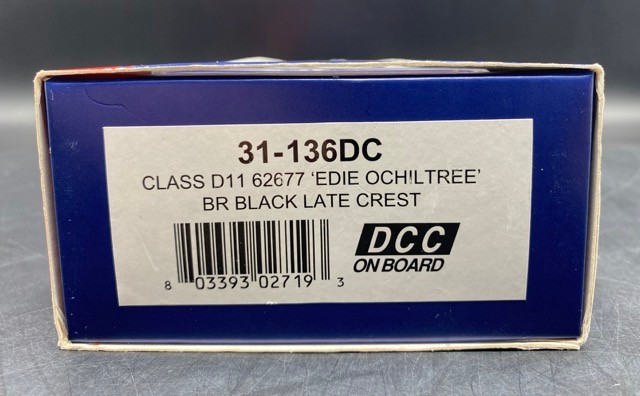 31-136DC
CLASS D11 62677 ‘EDIE OCHILTREE’
BR BLACK LATE CREST
DCC
ON BOARD
8 03393 02719 3